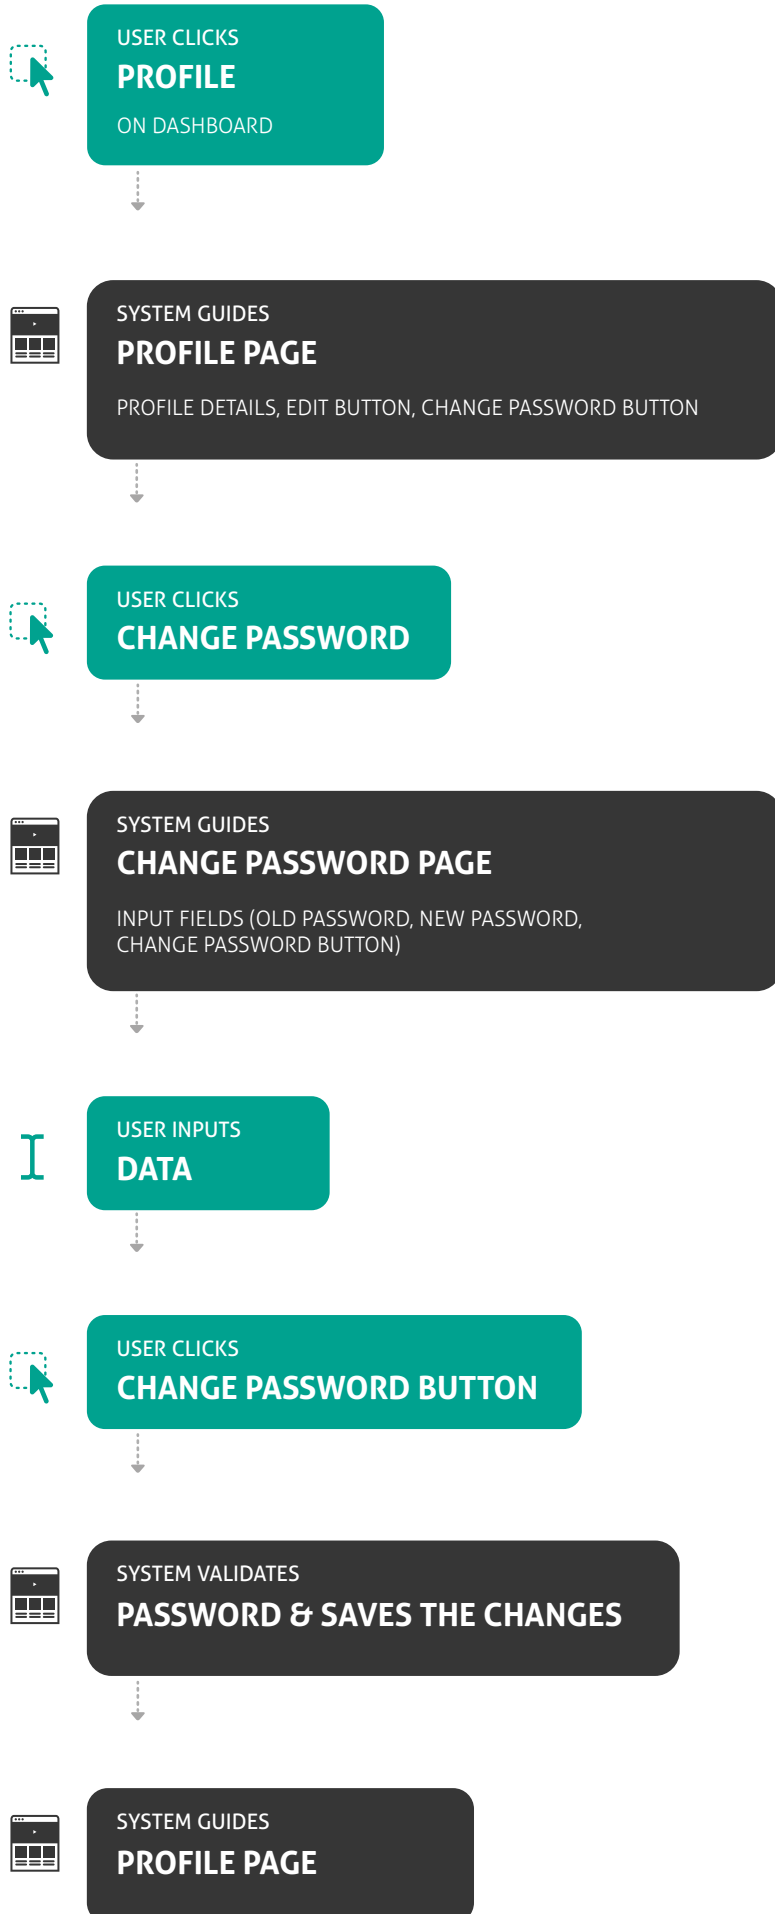 USER CLICKS
PROFILE
ON DASHBOARD
SYSTEM GUIDES
PROFILE PAGE
PROFILE DETAILS, EDIT BUTTON, CHANGE PASSWORD BUTTON
USER CLICKS
CHANGE PASSWORD
SYSTEM GUIDES
CHANGE PASSWORD PAGE
INPUT FIELDS (OLD PASSWORD, NEW PASSWORD,
CHANGE PASSWORD BUTTON)
USER INPUTS
DATA
USER CLICKS
CHANGE PASSWORD BUTTON
SYSTEM VALIDATES
PASSWORD & SAVES THE CHANGES
SYSTEM GUIDES
PROFILE PAGE